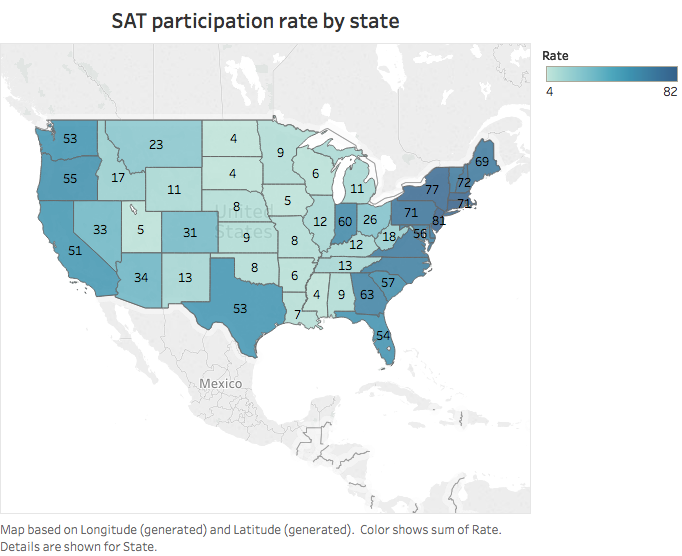 SAT participation rate by state
Rate
4 82
53 23 4 9 69
55 17 11 4 6 11 77 72
8 5 71 71
33 5 31 United States 9 12 60 26 81
51 8 12 18 56
34 13 8 6 13
53 7 4 9 63 57
54
Mexico
Map based on Longitude (generated) and Latitude (generated). Color shows sum of Rate.
Details are shown for State.